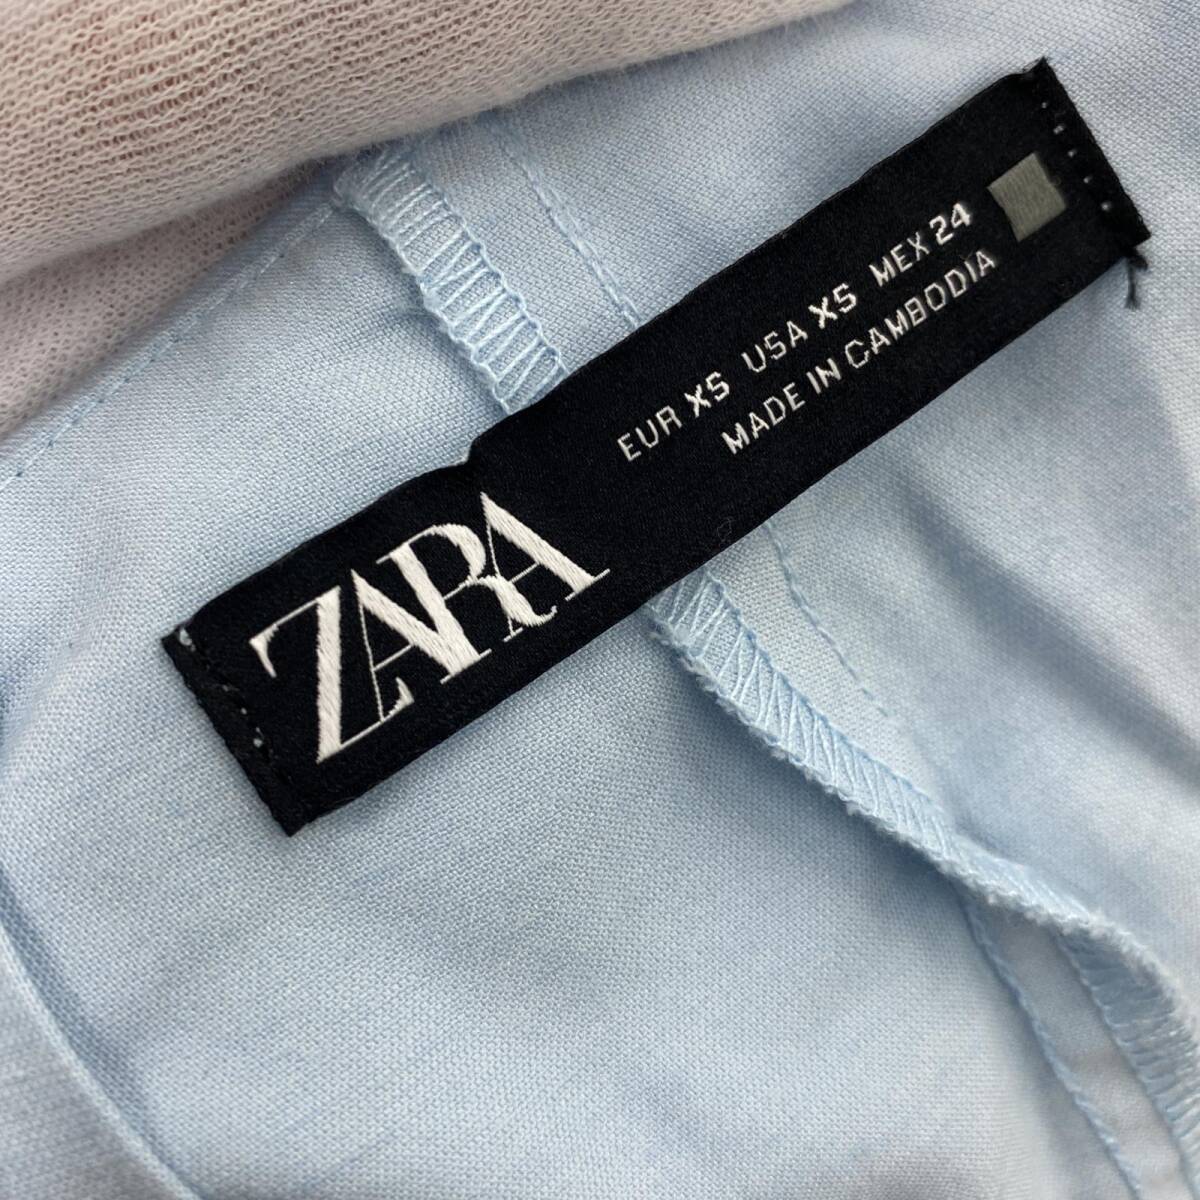 ZARA
EUR XS USA XS MEX 24
MADE IN CAMBODIA